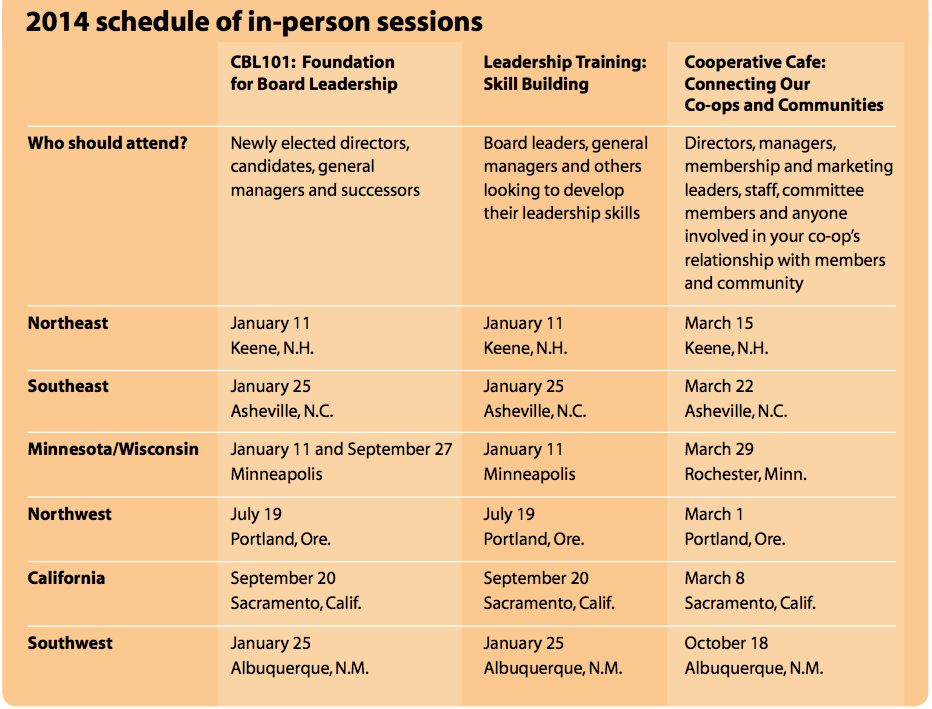 2014 schedule of in-person sessions
CBL101: Foundation
for Board Leadership
Leadership Training:
Skill Building
Cooperative Cafe:
Connecting Our
Co-ops and Communities
Who should attend?
Newly elected directors,
candidates, general
managers and successors
Board leaders, general
managers and others
looking to develop
their leadership skills
Directors, managers,
membership and marketing
leaders, staff, committee
members and anyone
involved in your co-op’s
relationship with members
and community
Northeast
January 11
Keene, N.H.
January 11
Keene, N.H.
March 15
Keene, N.H.
Southeast
January 25
Asheville, N.C.
January 25
Asheville, N.C.
March 22
Asheville, N.C.
Minnesota/Wisconsin
January 11 and September 27
Minneapolis
January 11
Minneapolis
March 29
Rochester, Minn.
Northwest
July 19
Portland, Ore.
July 19
Portland, Ore.
March 1
Portland, Ore.
California
September 20
Sacramento, Calif.
September 20
Sacramento, Calif.
March 8
Sacramento, Calif.
Southwest
January 25
Albuquerque, N.M.
January 25
Albuquerque, N.M.
October 18
Albuquerque, N.M.